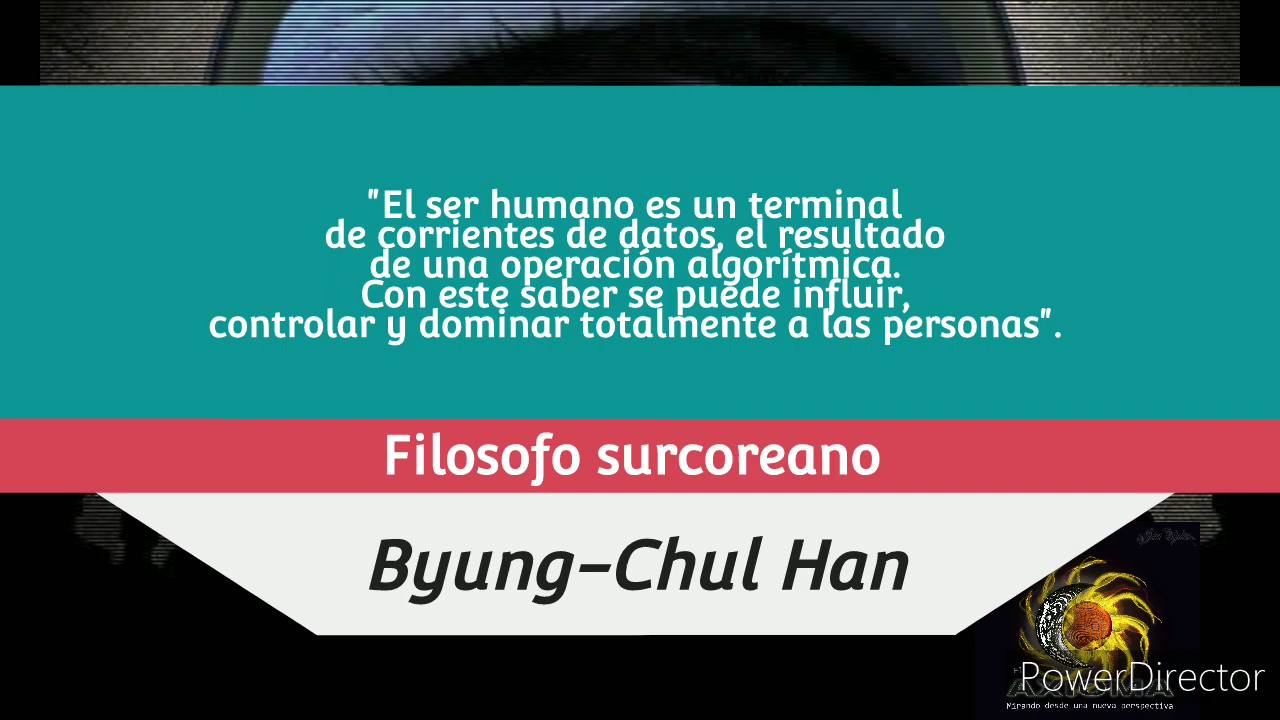 "El ser humano es un terminal
de corrientes de datos, el resultado
de una operación algorítmica.
Con este saber se puede influir,
controlar y dominar totalmente a las personas".
Filosofo surcoreano
Byung-Chul Han
PowerDirector
AXIOMA
Mirando desde una nueva perspectiva